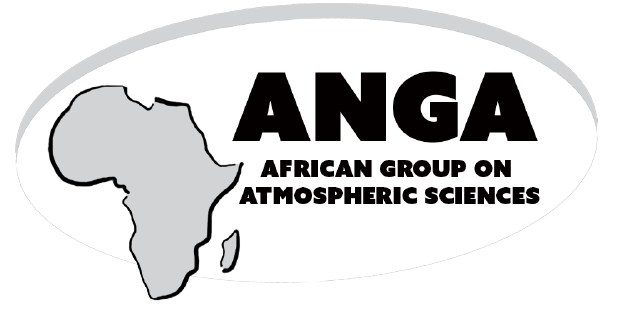 ANGA
AFRICAN GROUP ON
ATMOSPHERIC SCIENCES